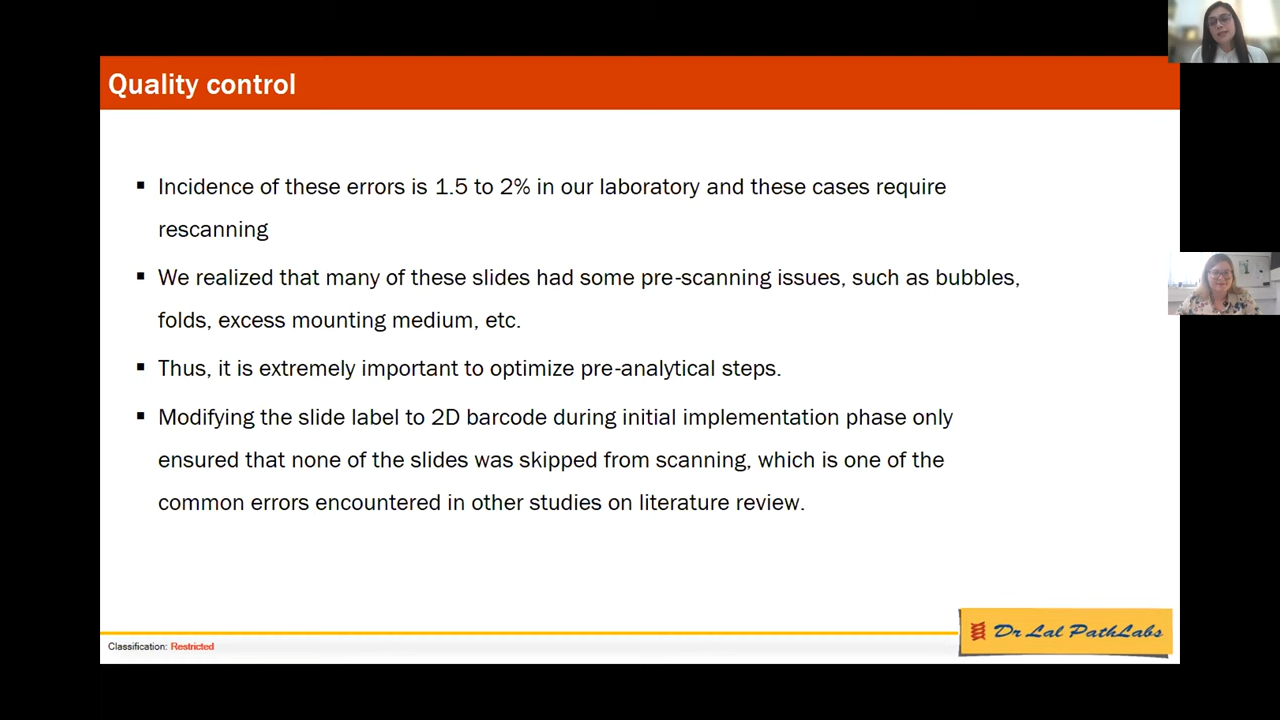 Quality control
▪ Incidence of these errors is 1.5 to 2% in our laboratory and these cases require
rescanning
▪ We realized that many of these slides had some pre-scanning issues, such as bubbles,
folds, excess mounting medium, etc.
▪ Thus, it is extremely important to optimize pre-analytical steps.
▪ Modifying the slide label to 2D barcode during initial implementation phase only
ensured that none of the slides was skipped from scanning, which is one of the
common errors encountered in other studies on literature review.
Dr Lal PathLabs
Classification: Restricted